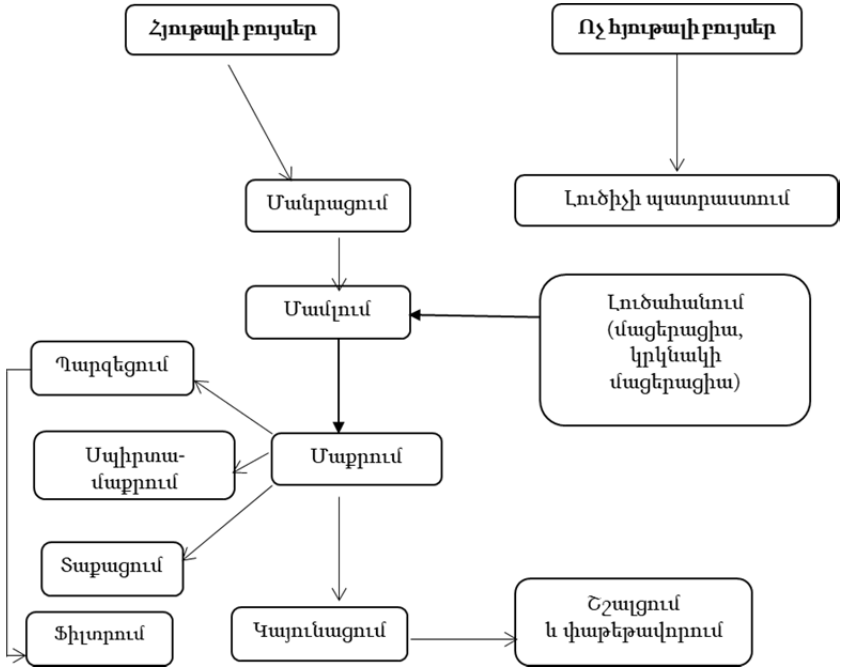 Հյութալի բույսեր
Ոչ հյութալի բույսեր
Մանրացում
Լուծիչի պատրաստում
Մամլում
Լուծահանում
(մացերացիա,
կրկնակի
մացերացիա)
Պարզեցում
Սպիրտա-
մաքրում
Մաքրում
Տաքացում
Ֆիլտրում
Կայունացում
Շշալցում
և փաթեթավորում